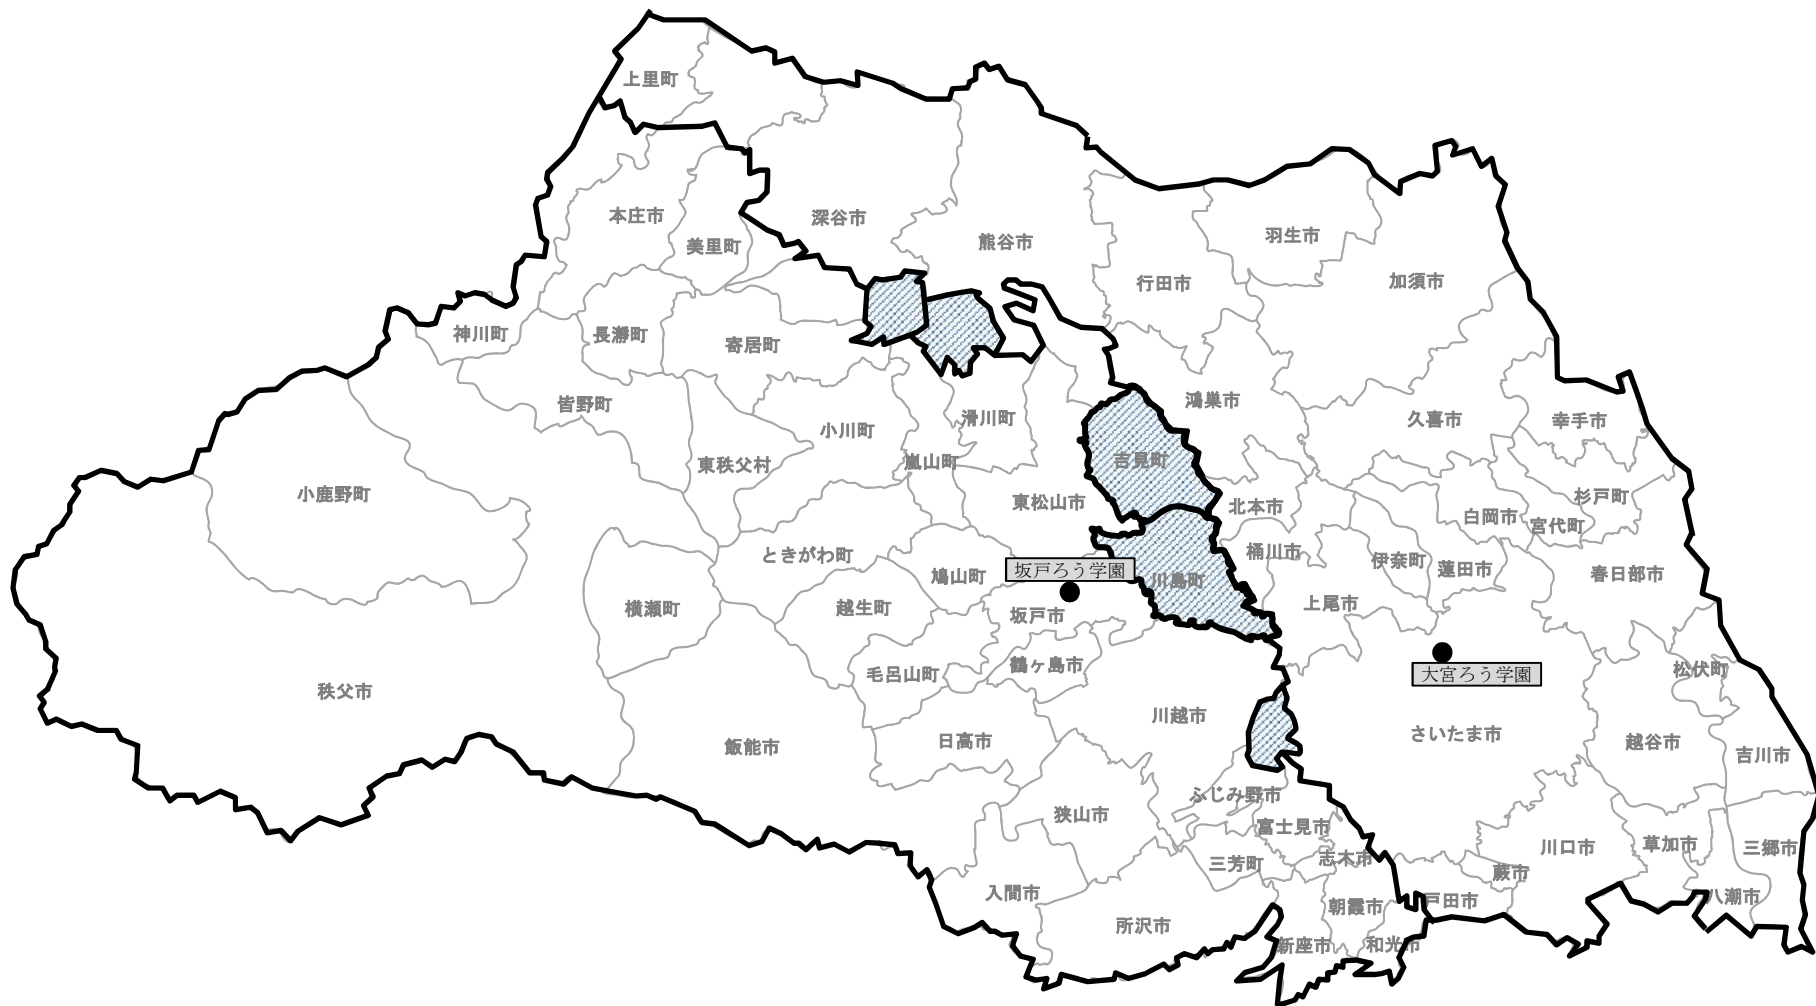 上里町
本庄市
深谷市
美里町
熊谷市
羽生市
行田市
加須市
神川町
長瀞町
寄居町
皆野町
小川町
滑川町
鴻巣市
久喜市
幸手市
東秩父村
嵐山町
吉見町
小鹿野町
東松山市
北本市
白岡市
杉戸町
宮代町
ときがわ町
鳩山町
坂戸ろう学園
川島町
桶川市
伊奈町
蓮田市
春日部市
横瀬町
越生町
坂戸市
上尾市
毛呂山町
鶴ヶ島市
大宮ろう学園
松伏町
秩父市
川越市
さいたま市
飯能市
日高市
越谷市
吉川市
ふじみ野市
狭山市
富士見市
三芳町
志木市
川口市
草加市
三郷市
蕨市
入間市
所沢市
朝霞市
戸田市
八潮市
新座市
和光市